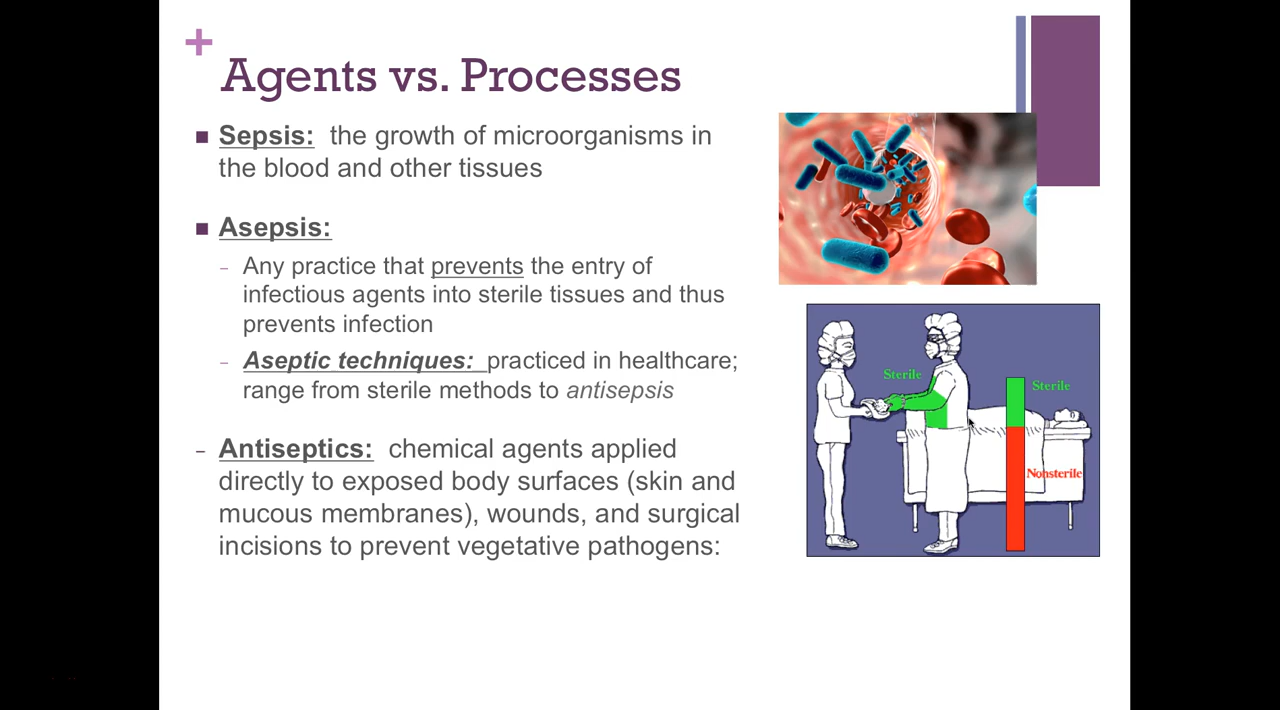 +
Agents vs. Processes
■ Sepsis: the growth of microorganisms in
the blood and other tissues
■ Asepsis:
– Any practice that prevents the entry of
infectious agents into sterile tissues and thus
prevents infection
– Aseptic techniques: practiced in healthcare;
range from sterile methods to antisepsis
– Antiseptics: chemical agents applied
directly to exposed body surfaces (skin and
mucous membranes), wounds, and surgical
incisions to prevent vegetative pathogens:
Sterile
Sterile
Nonsterile